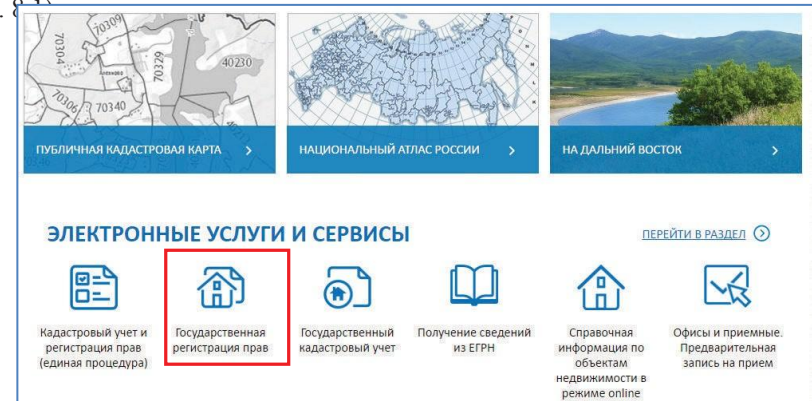 70309
70304
70329
40230
70306
70340
ПУБЛИЧНАЯ КАДАСТРОВАЯ КАРТА
НАЦИОНАЛЬНЫЙ АТЛАС РОССИИ
НА ДАЛЬНИЙ ВОСТОК
ЭЛЕКТРОННЫЕ УСЛУГИ И СЕРВИСЫ
ПЕРЕЙТИ В РАЗДЕЛ
Кадастровый учет и
регистрация прав
(единая процедура)
Государственная
регистрация прав
Государственный
кадастровый учет
Получение сведений
из ЕГРН
Справочная
информация по
объектам
недвижимости в
режиме online
Офисы и приемные.
Предварительная
запись на прием